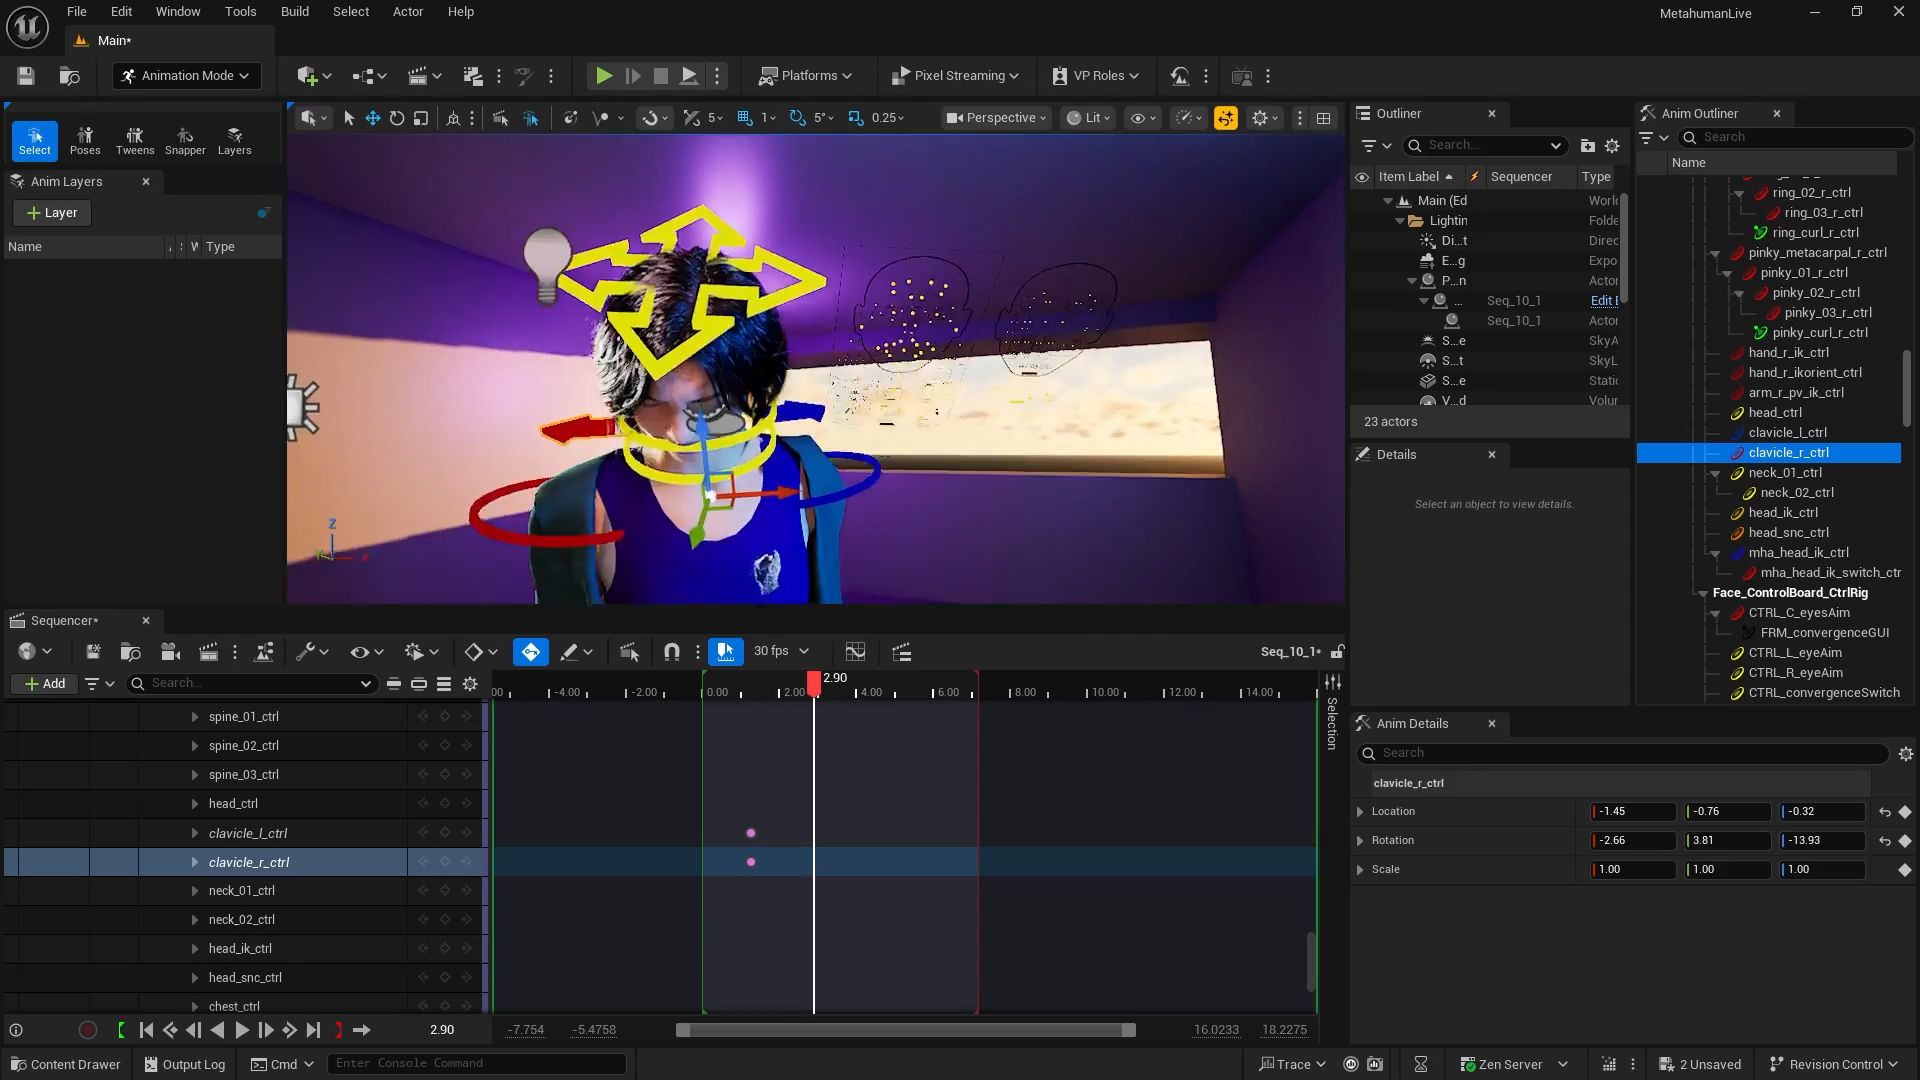 File Edit Window Tools Build Select Actor Help
MetahumanLive
Main*
Animation Mode
Platforms
Pixel Streaming
VP Roles
Select Poses Tweens Snapper Layers
Anim Layers
Layer
Name
Type
5
1
5°
0.25
Perspective
Lit
Z
Outliner
Search...
Item Label Sequencer Type
Main (Ed
Lightin
Di...t
E...g
P...n
... Seq_10_1
Seq_10_1
S...e
S...t
S...e
V...d
23 actors
Details
Select an object to view details.
Anim Outliner
Search
Name
ring_02_r_ctrl
ring_03_r_ctrl
ring_curl_r_ctrl
pinky_metacarpal_r_ctrl
pinky_01_r_ctrl
pinky_02_r_ctrl
pinky_03_r_ctrl
pinky_curl_r_ctrl
hand_r_ik_ctrl
hand_r_ikorient_ctrl
arm_r_pv_ik_ctrl
head_ctrl
clavicle_l_ctrl
clavicle_r_ctrl
neck_01_ctrl
neck_02_ctrl
head_ik_ctrl
head_snc_ctrl
mha_head_ik_ctrl
mha_head_ik_switch_ctr
Face_ControlBoard_CtrlRig
CTRL_C_eyesAim
FRM_convergenceGUI
CTRL_L_eyeAim
CTRL_R_eyeAim
CTRL_convergenceSwitch
Sequencer*
30 fps
Seq_10_1*
Add
Search...
-4.00 -2.00 0.00 2.00 2.90 4.00 6.00 8.00 10.00 12.00 14.00
Selection
spine_01_ctrl
spine_02_ctrl
spine_03_ctrl
head_ctrl
clavicle_l_ctrl
clavicle_r_ctrl
neck_01_ctrl
neck_02_ctrl
head_ik_ctrl
head_snc_ctrl
chest_ctrl
2.90
-7.754 -5.4758 16.0233 18.2275
Anim Details
Search
clavicle_r_ctrl
Location -1.45 -0.76 -0.32
Rotation -2.66 3.81 -13.93
Scale 1.00 1.00 1.00
Content Drawer
Output Log
Cmd
Enter Console Command
Trace
Zen Server
2 Unsaved
Revision Control